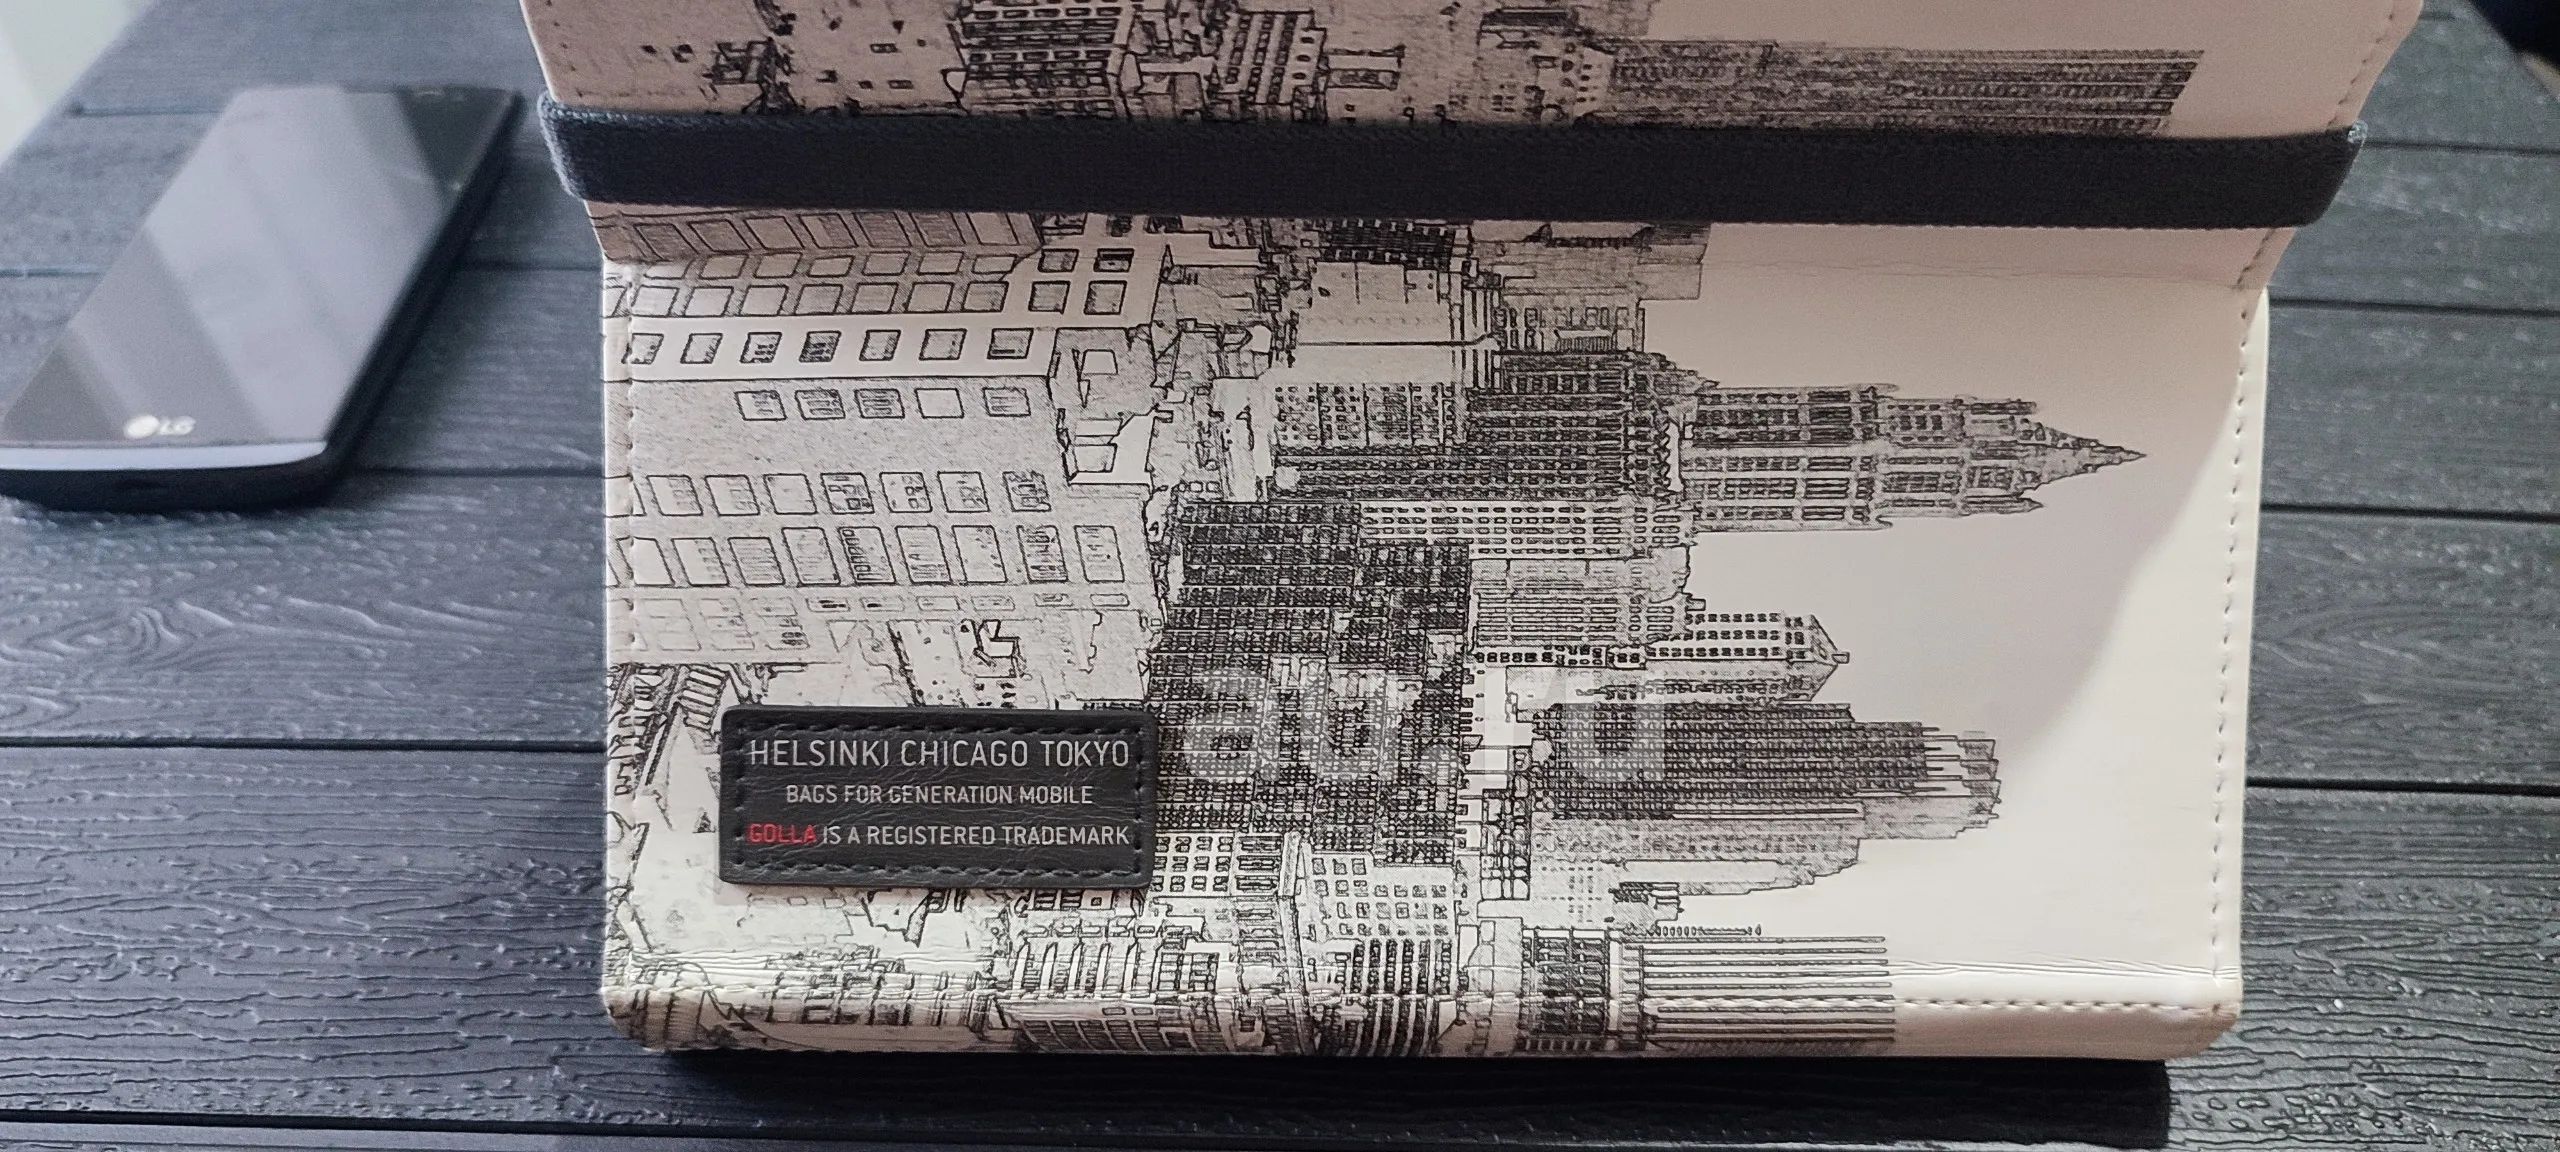 LG
HELSINKI CHICAGO TOKYO
BAGS FOR GENERATION MOBILE
GOLLA IS A REGISTERED TRADEMARK